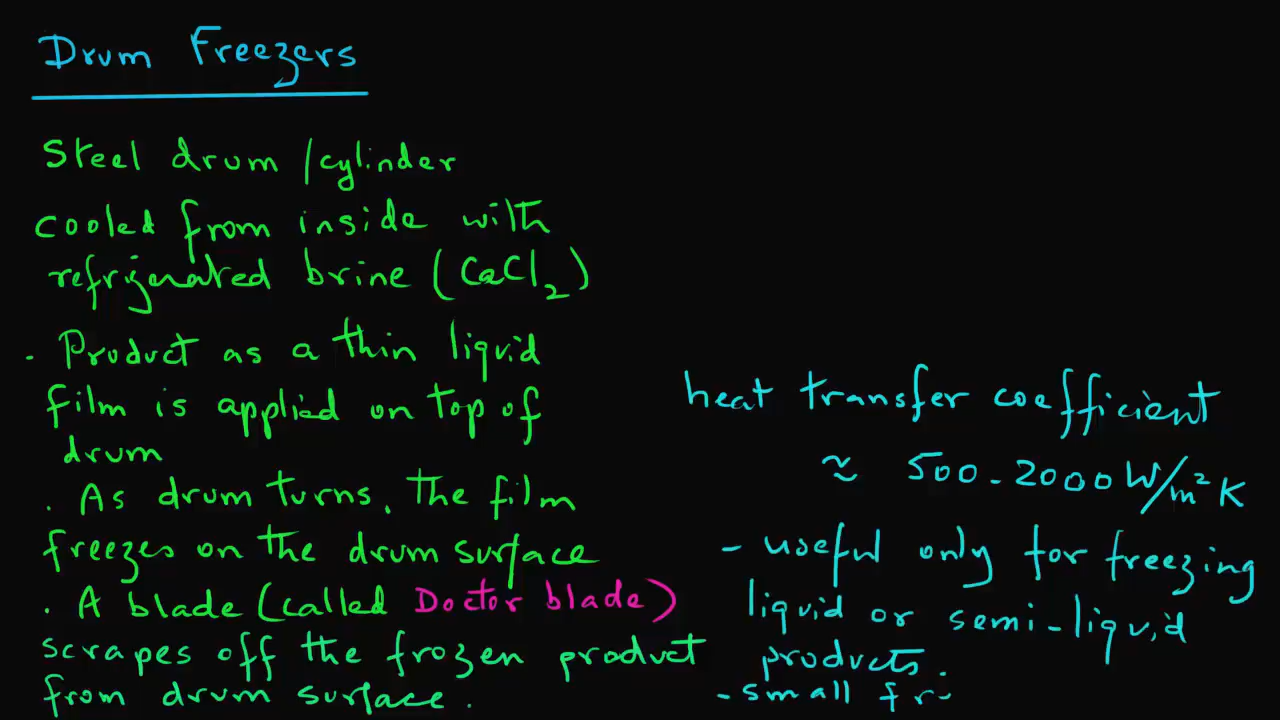 Drum Freezers
Steel drum /cylinder
cooled from inside with
refrigerated brine (CaCl₂)
. Product as a thin liquid
film is applied on top of
drum
. As drum turns, the film
freezes on the drum surface
. A blade (called Doctor blade)
scrapes off the frozen product
from drum surface.
heat transfer coefficient
≈ 500-2000 W/m² K
- useful only for freezing
liquid or semi-liquid
products.
- small